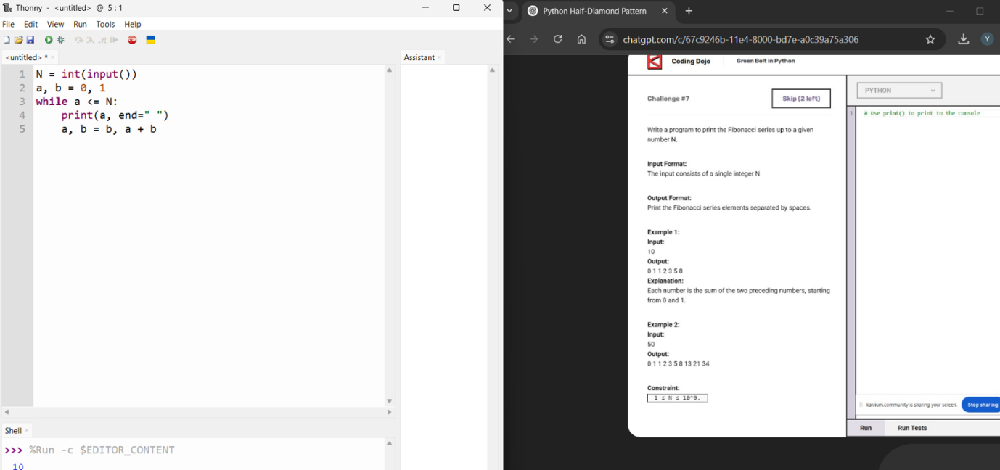 Thonny - <untitled> @ 5:1
File Edit View Run Tools Help
<untitled> *
1 N = int(input())
2 a, b = 0, 1
3 while a <= N:
4     print(a, end=" ")
5     a, b = b, a + b
Assistant
Shell
>>> %Run -c $EDITOR_CONTENT
10
Python Half-Diamond Pattern
chatgpt.com/c/67c9246b-11e4-8000-bd7e-a0c39a75a306
Y
Coding Dojo
Green Belt in Python
Challenge #7
Skip (2 left)
Write a program to print the Fibonacci series up to a given
number N.
Input Format:
The input consists of a single integer N
Output Format:
Print the Fibonacci series elements separated by spaces.
Example 1:
Input:
10
Output:
0 1 1 2 3 5 8
Explanation:
Each number is the sum of the two preceding numbers, starting
from 0 and 1.
Example 2:
Input:
50
Output:
0 1 1 2 3 5 8 13 21 34
Constraint:
1 ≤ N ≤ 10^9.
PYTHON
1 # Use print() to print to the console
kalvium.community is sharing your screen.
Stop sharing
Run
Run Tests